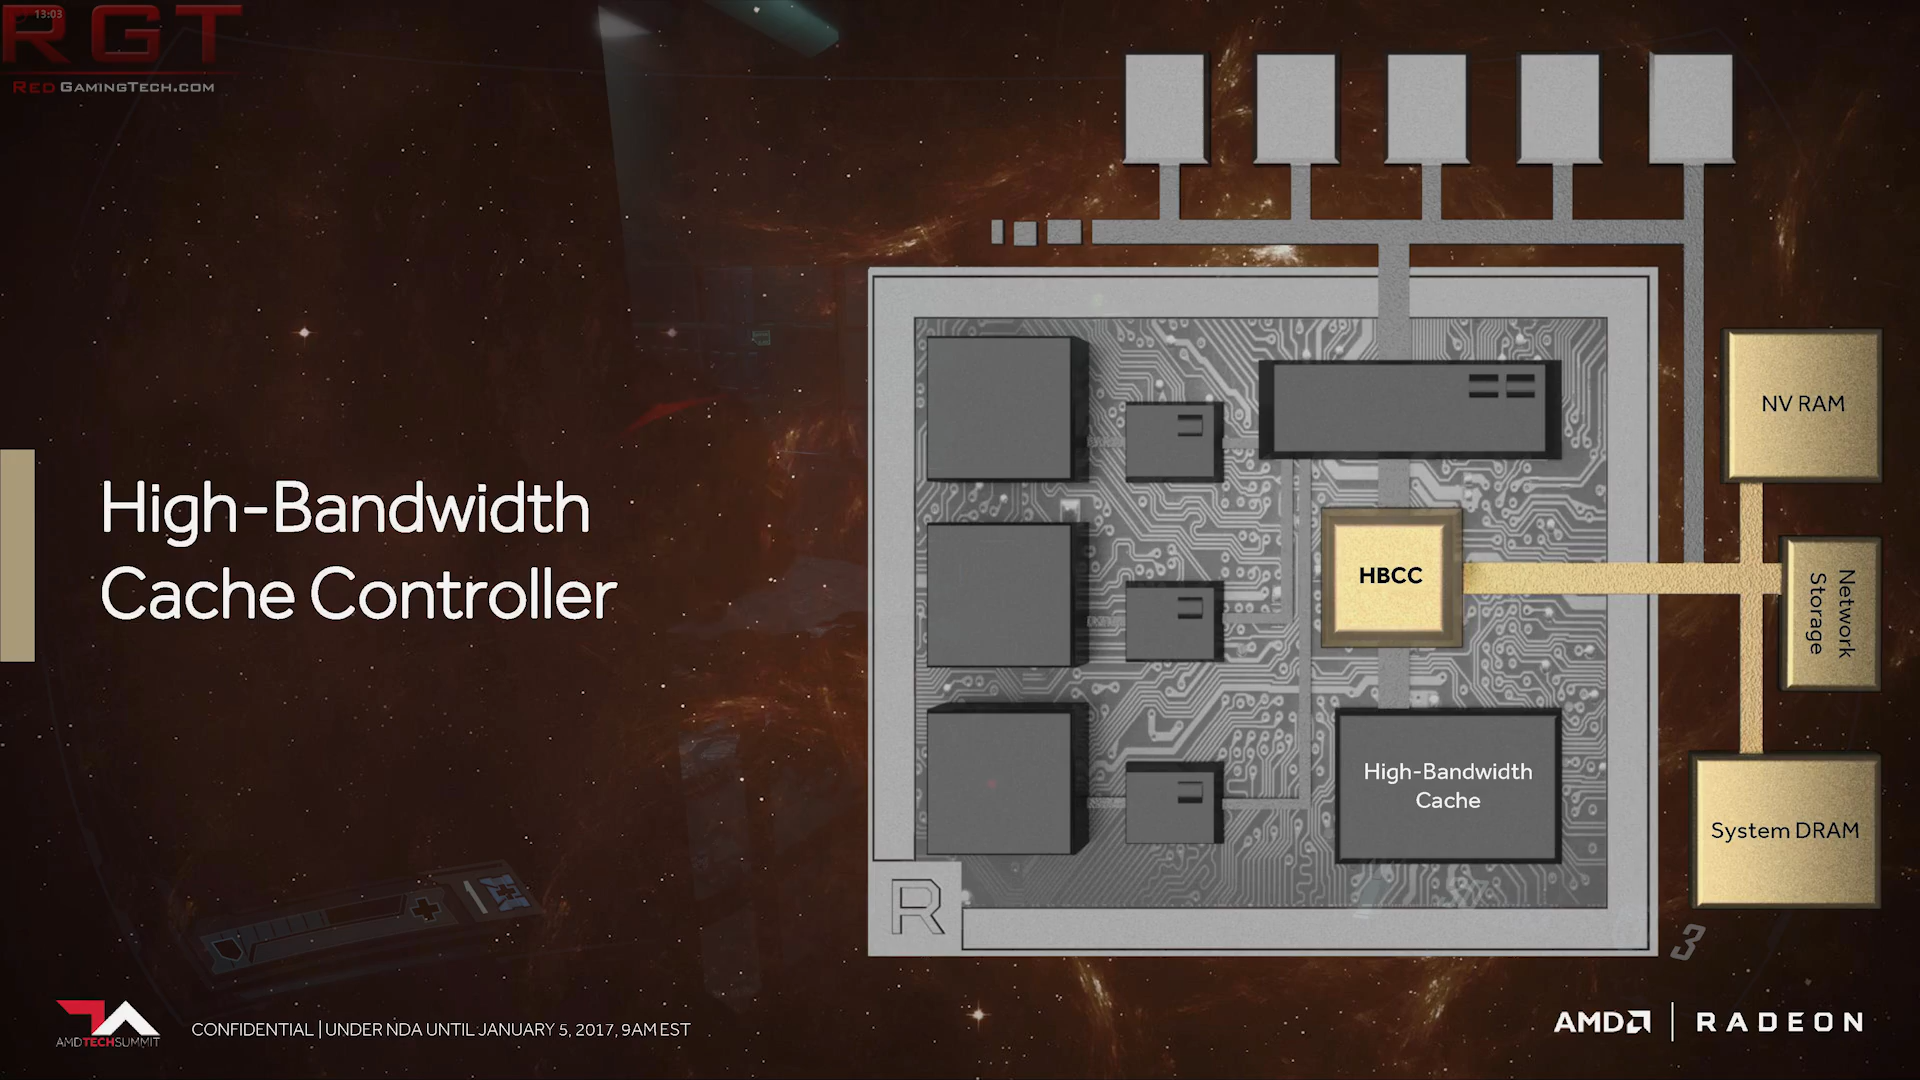 13:03
RGT
REDGAMINGTECH.COM
High-Bandwidth
Cache Controller
NV RAM
HBCC
Network
Storage
High-Bandwidth
Cache
System DRAM
R
3
AMDTECHSUMMIT
CONFIDENTIAL | UNDER NDA UNTIL JANUARY 5, 2017, 9AM EST
AMD
RADEON